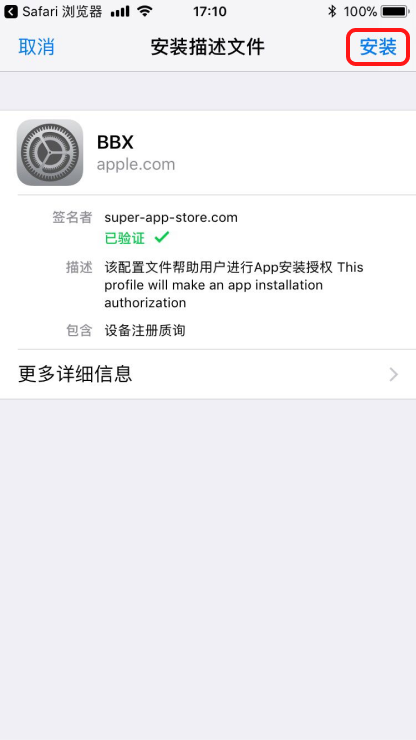 Safari 浏览器 17:10 100%
取消 安装描述文件 安装
BBX
apple.com
签名者 super-app-store.com
已验证
描述 该配置文件帮助用户进行App安装授权 This
profile will make an app installation
authorization
包含 设备注册质询
更多详细信息